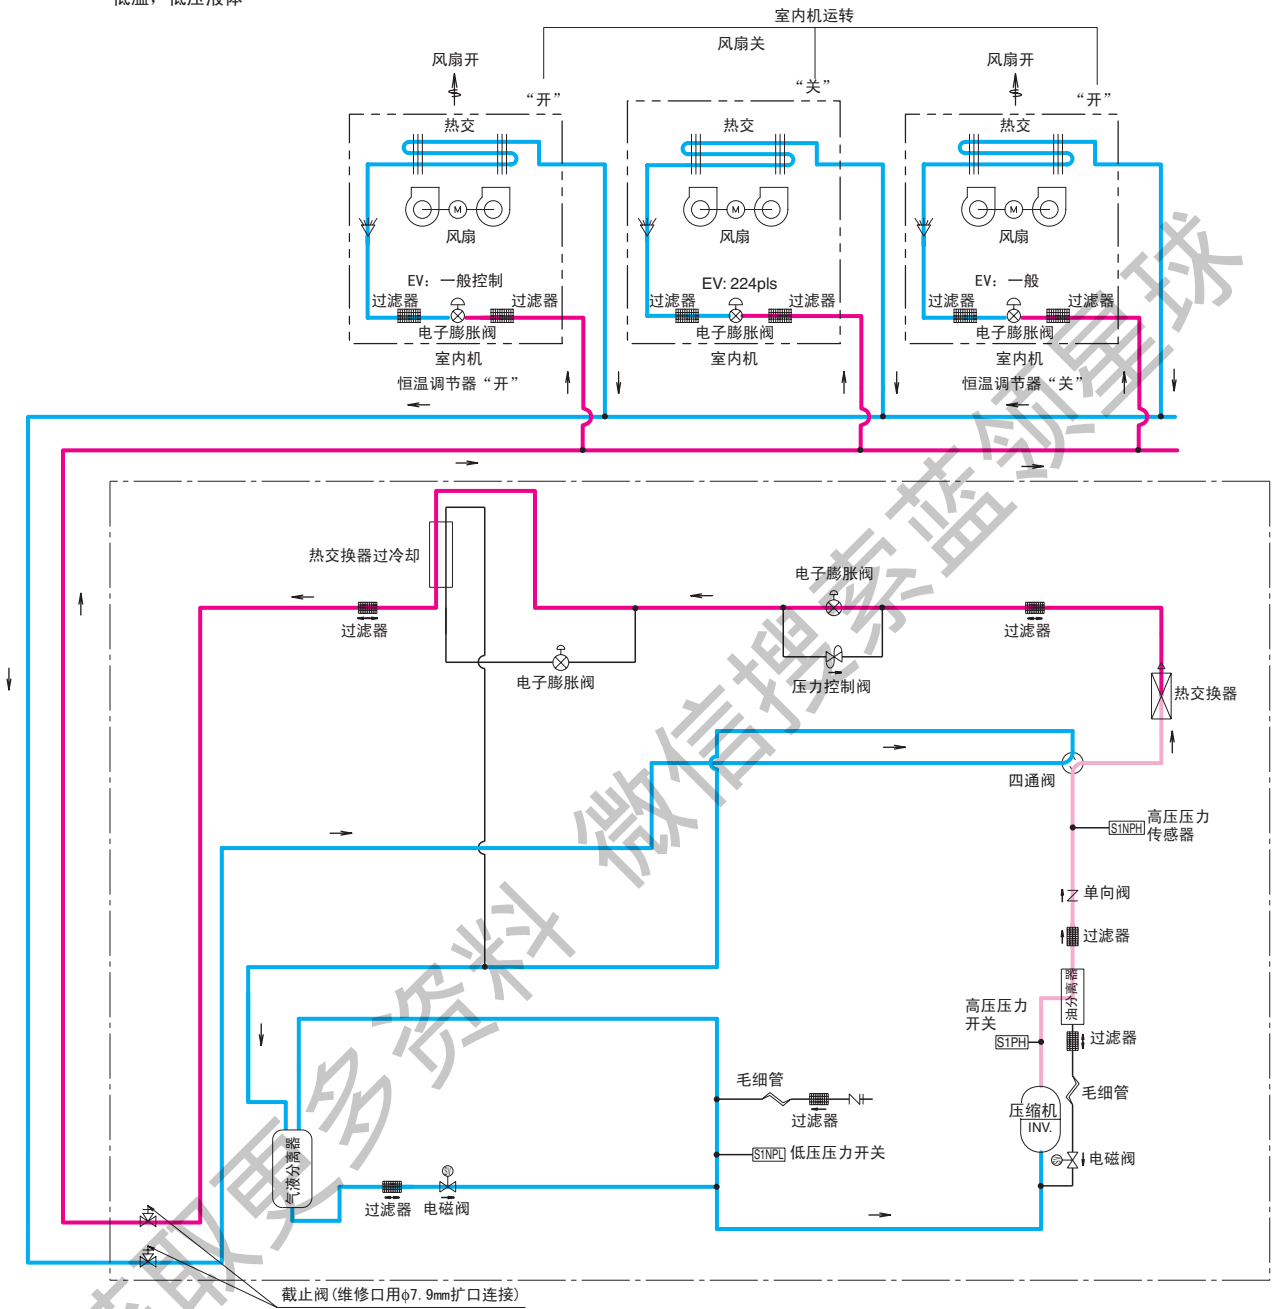 低温, 低压液体
室内机运转
风扇关
风扇开
风扇开
“开”
“关”
“开”
热交
热交
热交
M
M
M
风扇
风扇
风扇
EV: 一般控制
EV: 224pls
EV: 一般
过滤器
过滤器
过滤器
过滤器
过滤器
过滤器
电子膨胀阀
电子膨胀阀
电子膨胀阀
室内机
室内机
室内机
恒温调节器“开”
恒温调节器“关”
热交换器过冷却
电子膨胀阀
过滤器
过滤器
电子膨胀阀
压力控制阀
热交换器
四通阀
S1NPH
高压压力
传感器
单向阀
过滤器
油分离器
高压压力
开关
S1PH
过滤器
毛细管
毛细管
过滤器
压缩机
INV.
S1NPL 低压压力开关
电磁阀
气液分离器
过滤器
电磁阀
截止阀(维修口用φ7.9mm扩口连接)
获取更多资料 微信搜索蓝领星球